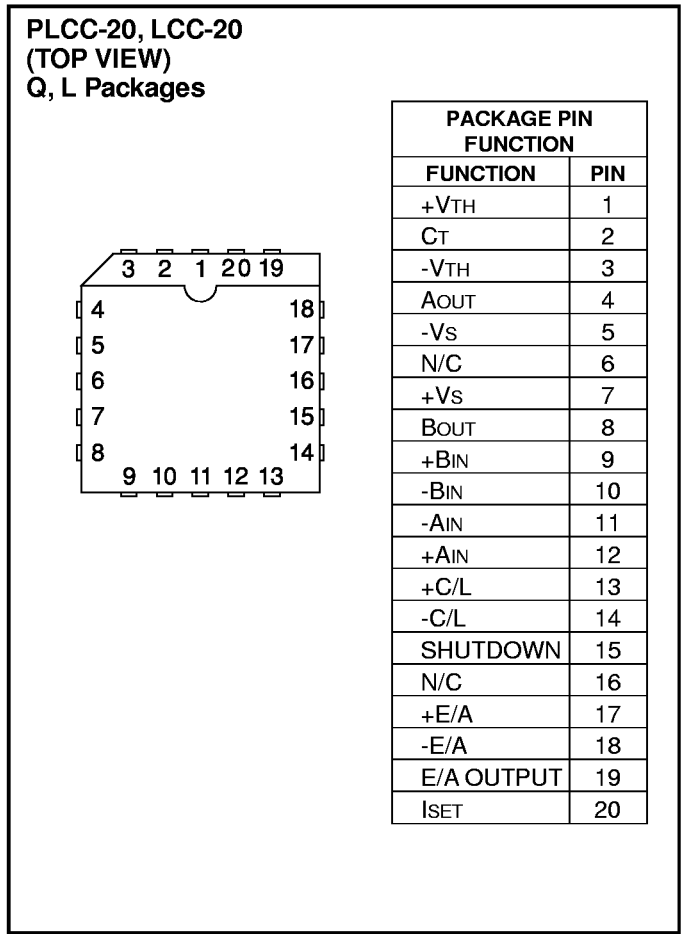 PLCC-20, LCC-20
(TOP VIEW)
Q, L Packages
PACKAGE PIN
FUNCTION
FUNCTION PIN
+VTH 1
CT 2
-VTH 3
AOUT 4
-VS 5
N/C 6
+VS 7
BOUT 8
+BIN 9
-BIN 10
-AIN 11
+AIN 12
+C/L 13
-C/L 14
SHUTDOWN 15
N/C 16
+E/A 17
-E/A 18
E/A OUTPUT 19
ISET 20
3 2 1 20 19
4 18
5 17
6 16
7 15
8 14
9 10 11 12 13